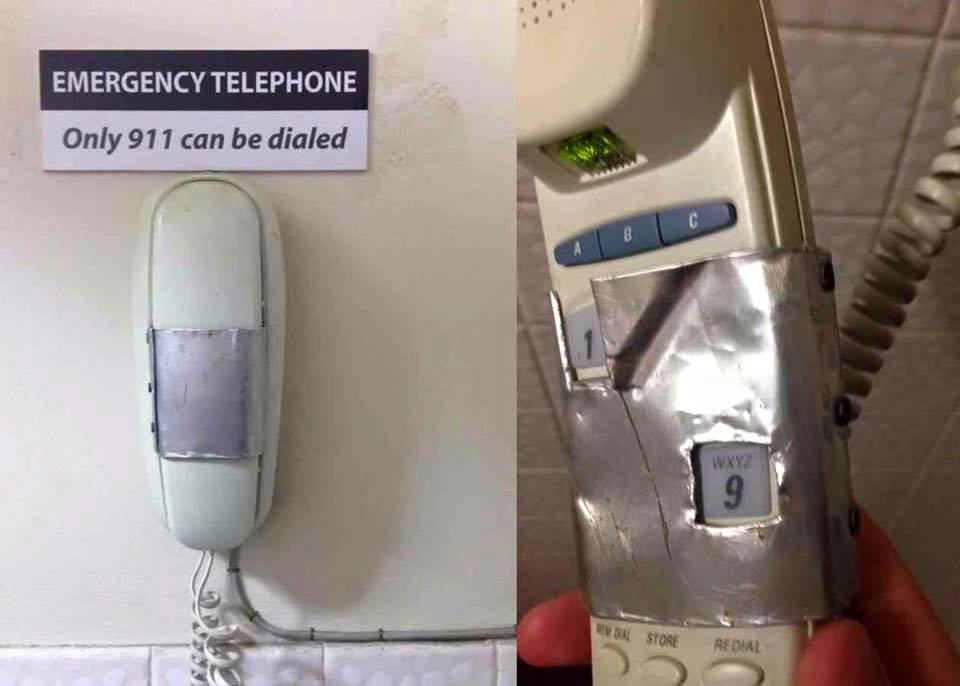 EMERGENCY TELEPHONE
Only 911 can be dialed
A B C
1
WXYZ
9
MEM DIAL STORE REDIAL